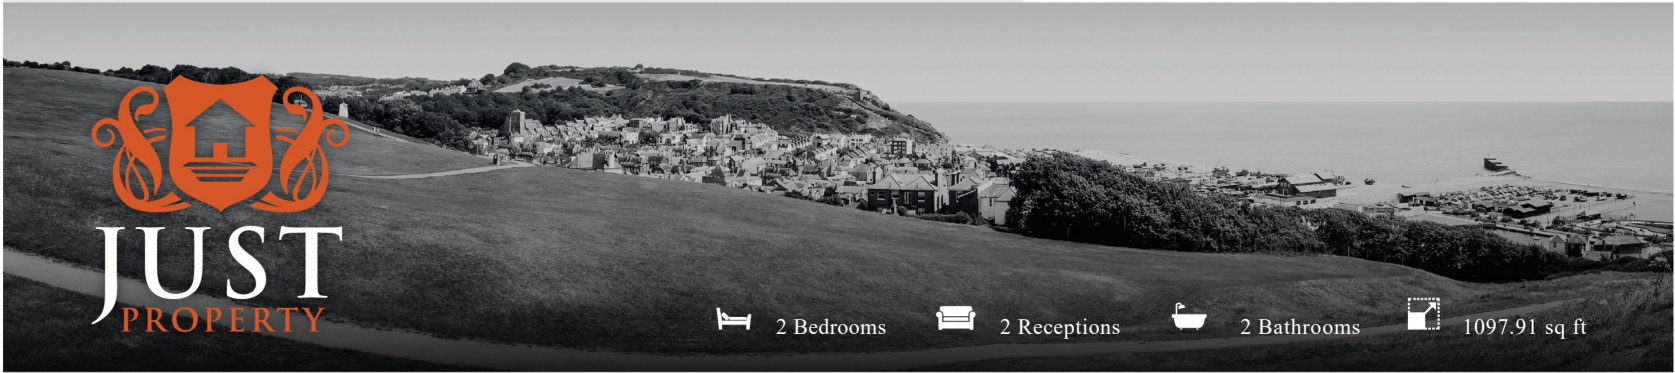 JUST
PROPERTY
2 Bedrooms
2 Receptions
2 Bathrooms
1097.91 sq ft